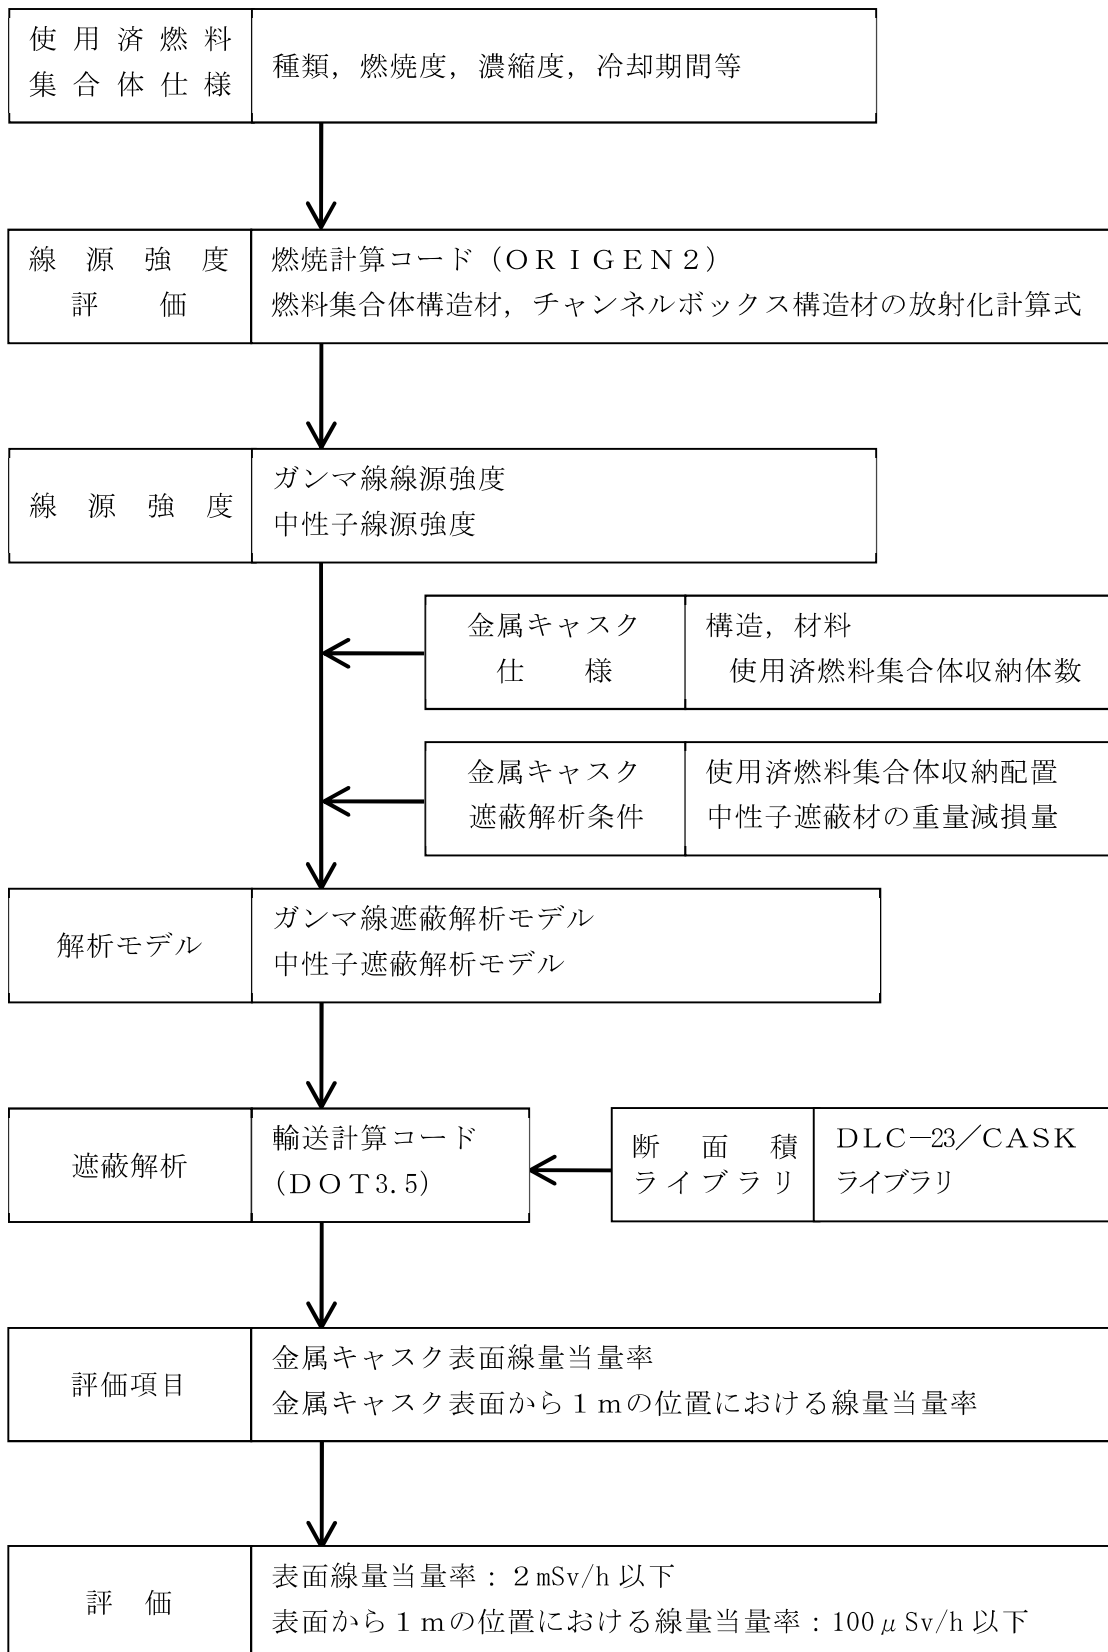 使用済燃料
集合体仕様
種類，燃焼度，濃縮度，冷却期間等
線源強度
評価
燃焼計算コード（ＯＲＩＧＥＮ２）
燃料集合体構造材，チャンネルボックス構造材の放射化計算式
線源強度
ガンマ線線源強度
中性子線源強度
金属キャスク
仕様
構造，材料
使用済燃料集合体収納体数
金属キャスク
遮蔽解析条件
使用済燃料集合体収納配置
中性子遮蔽材の重量減損量
解析モデル
ガンマ線遮蔽解析モデル
中性子遮蔽解析モデル
遮蔽解析
輸送計算コード
(ＤＯＴ3.5)
断面積
ライブラリ
ＤＬＣ－23／ＣＡＳＫ
ライブラリ
評価項目
金属キャスク表面線量当量率
金属キャスク表面から１ｍの位置における線量当量率
評価
表面線量当量率：２mSv/h 以下
表面から１ｍの位置における線量当量率：100μSv/h 以下